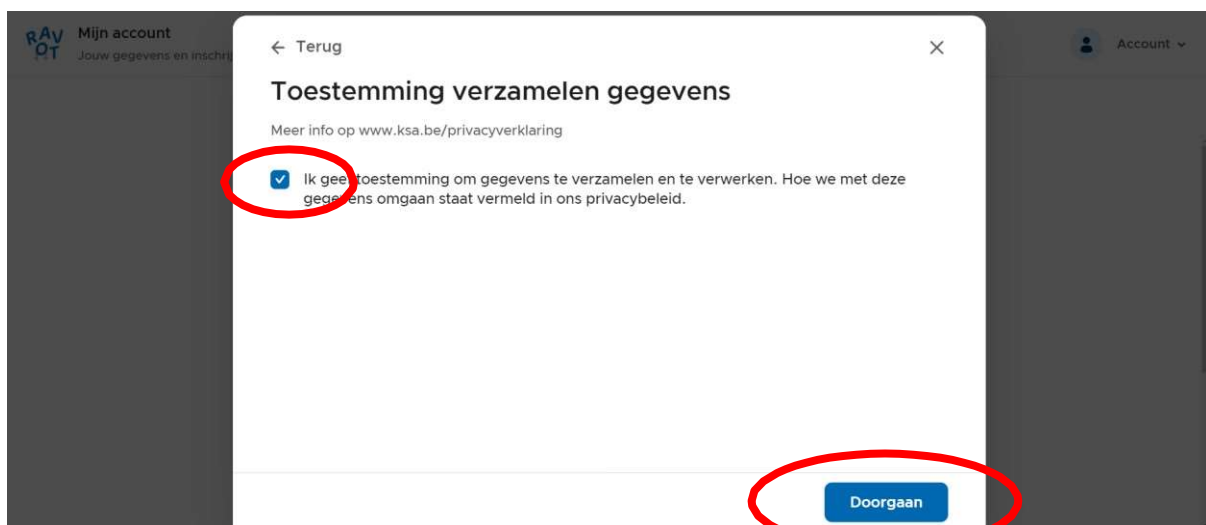 RAVOT
Mijn account
Jouw gegevens en inschrij
Account
← Terug
Toestemming verzamelen gegevens
Meer info op www.ksa.be/privacyverklaring
Ik geef toestemming om gegevens te verzamelen en te verwerken. Hoe we met deze
gegevens omgaan staat vermeld in ons privacybeleid.
Doorgaan